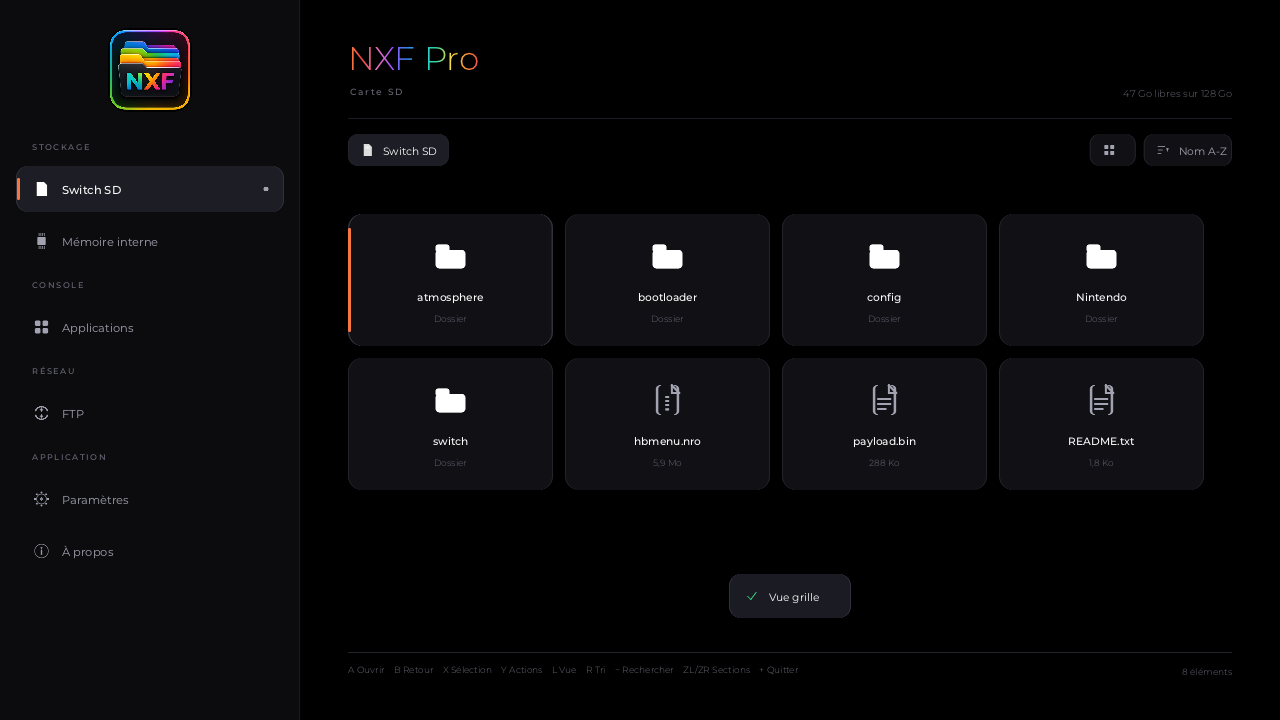 NXF
STOCKAGE
Switch SD
Mémoire interne
CONSOLE
Applications
RÉSEAU
FTP
APPLICATION
Paramètres
À propos
NXF Pro
Carte SD
47 Go libres sur 128 Go
Switch SD
Nom A-Z
atmosphere
Dossier
bootloader
Dossier
config
Dossier
Nintendo
Dossier
switch
Dossier
hbmenu.nro
5,9 Mo
payload.bin
288 Ko
README.txt
1,8 Ko
Vue grille
A Ouvrir B Retour X Sélection Y Actions L Vue R Tri - Rechercher ZL/ZR Sections + Quitter
8 éléments